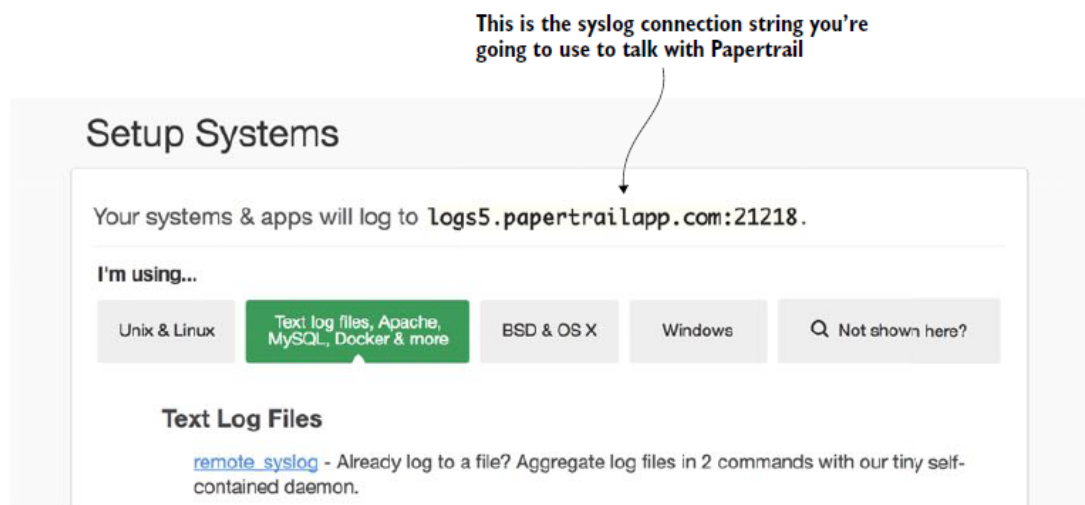 This is the syslog connection string you’re
going to use to talk with Papertrail
Setup Systems
Your systems & apps will log to logs5.papertrailapp.com:21218.
I'm using...
Unix & Linux
Text log files, Apache,
MySQL, Docker & more
BSD & OS X
Windows
Not shown here?
Text Log Files
remote_syslog - Already log to a file? Aggregate log files in 2 commands with our tiny self-
contained daemon.